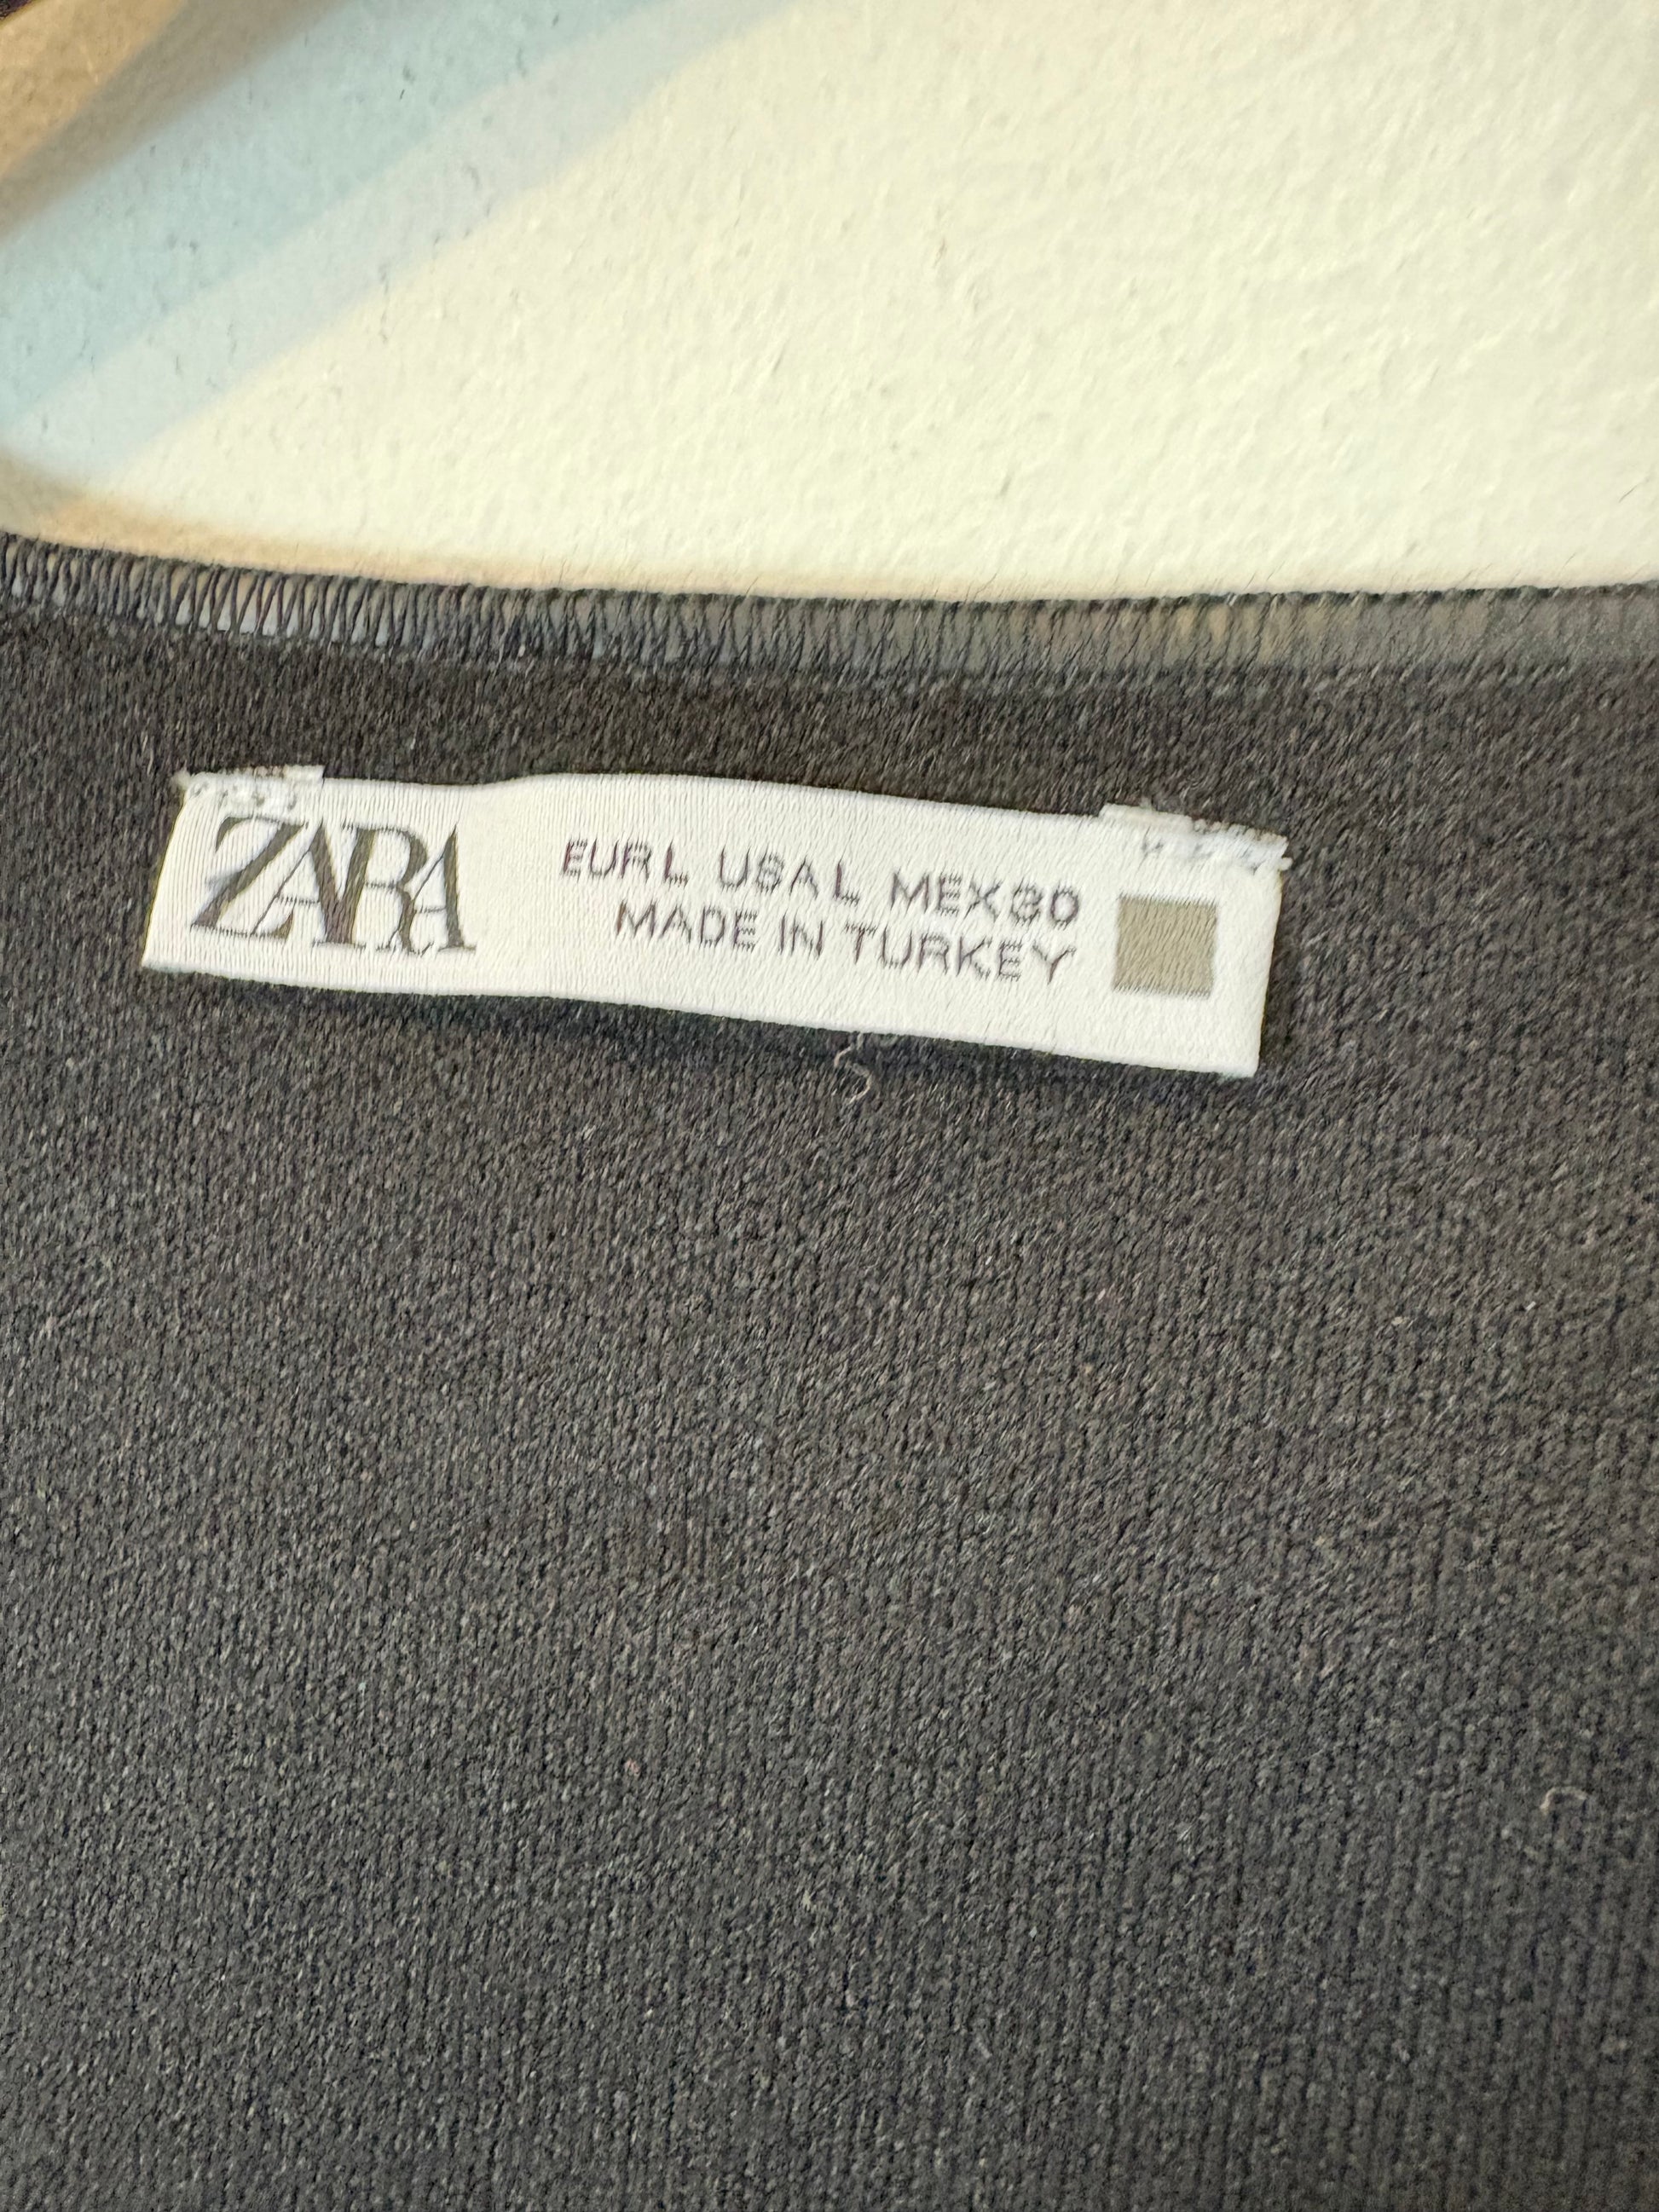 ZARA
EUR L USA L MEX 30
MADE IN TURKEY